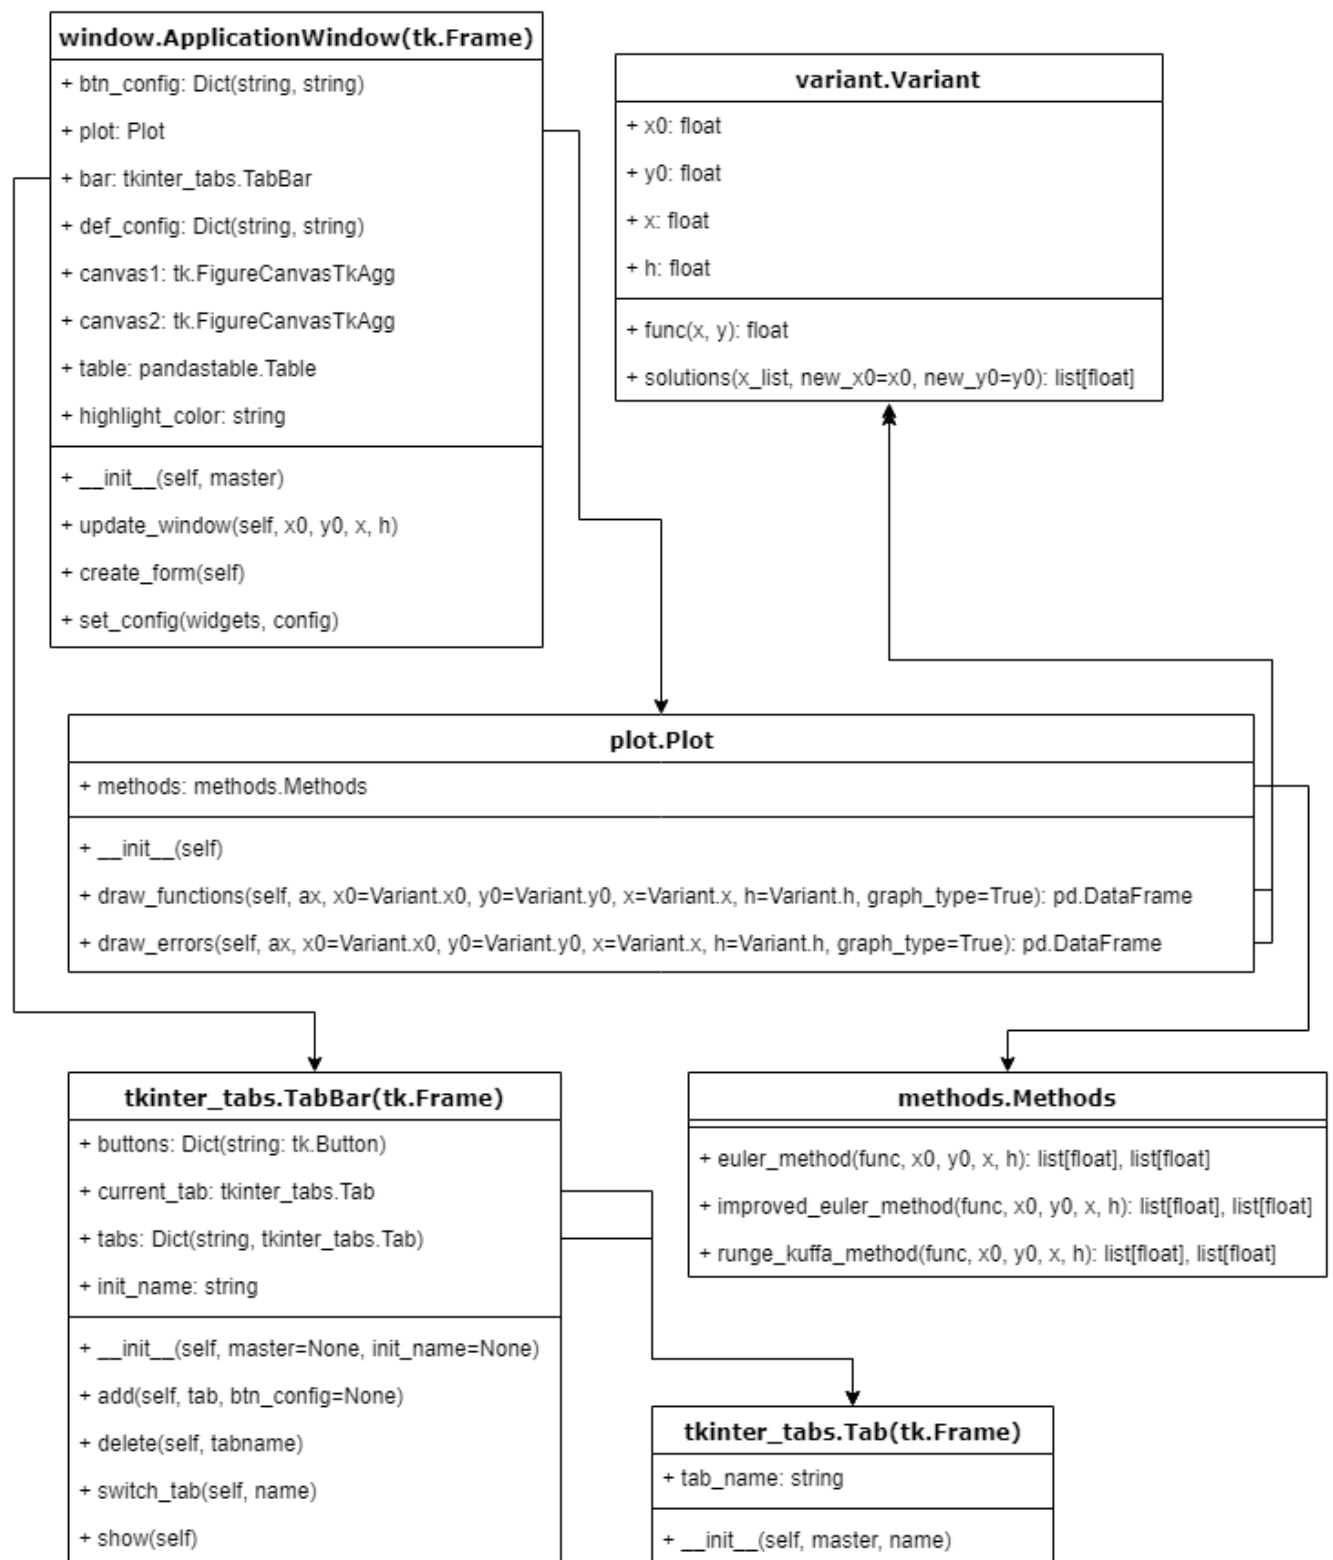 window.ApplicationWindow(tk.Frame)
+ btn_config: Dict(string, string)
+ plot: Plot
+ bar: tkinter_tabs.TabBar
+ def_config: Dict(string, string)
+ canvas1: tk.FigureCanvasTkAgg
+ canvas2: tk.FigureCanvasTkAgg
+ table: pandastable.Table
+ highlight_color: string
+ __init__(self, master)
+ update_window(self, x0, y0, x, h)
+ create_form(self)
+ set_config(widgets, config)
variant.Variant
+ x0: float
+ y0: float
+ x: float
+ h: float
+ func(x, y): float
+ solutions(x_list, new_x0=x0, new_y0=y0): list[float]
plot.Plot
+ methods: methods.Methods
+ __init__(self)
+ draw_functions(self, ax, x0=Variant.x0, y0=Variant.y0, x=Variant.x, h=Variant.h, graph_type=True): pd.DataFrame
+ draw_errors(self, ax, x0=Variant.x0, y0=Variant.y0, x=Variant.x, h=Variant.h, graph_type=True): pd.DataFrame
tkinter_tabs.TabBar(tk.Frame)
+ buttons: Dict(string: tk.Button)
+ current_tab: tkinter_tabs.Tab
+ tabs: Dict(string, tkinter_tabs.Tab)
+ init_name: string
+ __init__(self, master=None, init_name=None)
+ add(self, tab, btn_config=None)
+ delete(self, tabname)
+ switch_tab(self, name)
+ show(self)
methods.Methods
+ euler_method(func, x0, y0, x, h): list[float], list[float]
+ improved_euler_method(func, x0, y0, x, h): list[float], list[float]
+ runge_kuffa_method(func, x0, y0, x, h): list[float], list[float]
tkinter_tabs.Tab(tk.Frame)
+ tab_name: string
+ __init__(self, master, name)